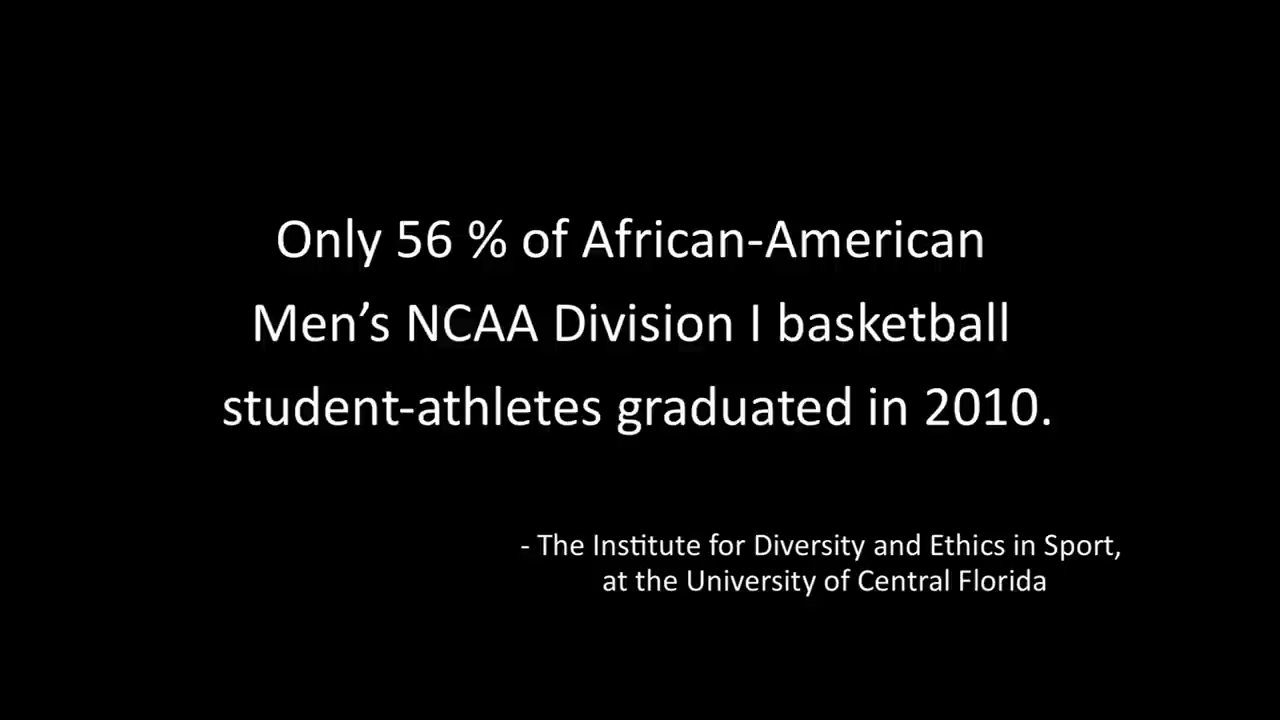 Only 56 % of African-American
Men’s NCAA Division I basketball
student-athletes graduated in 2010.
- The Institute for Diversity and Ethics in Sport,
at the University of Central Florida